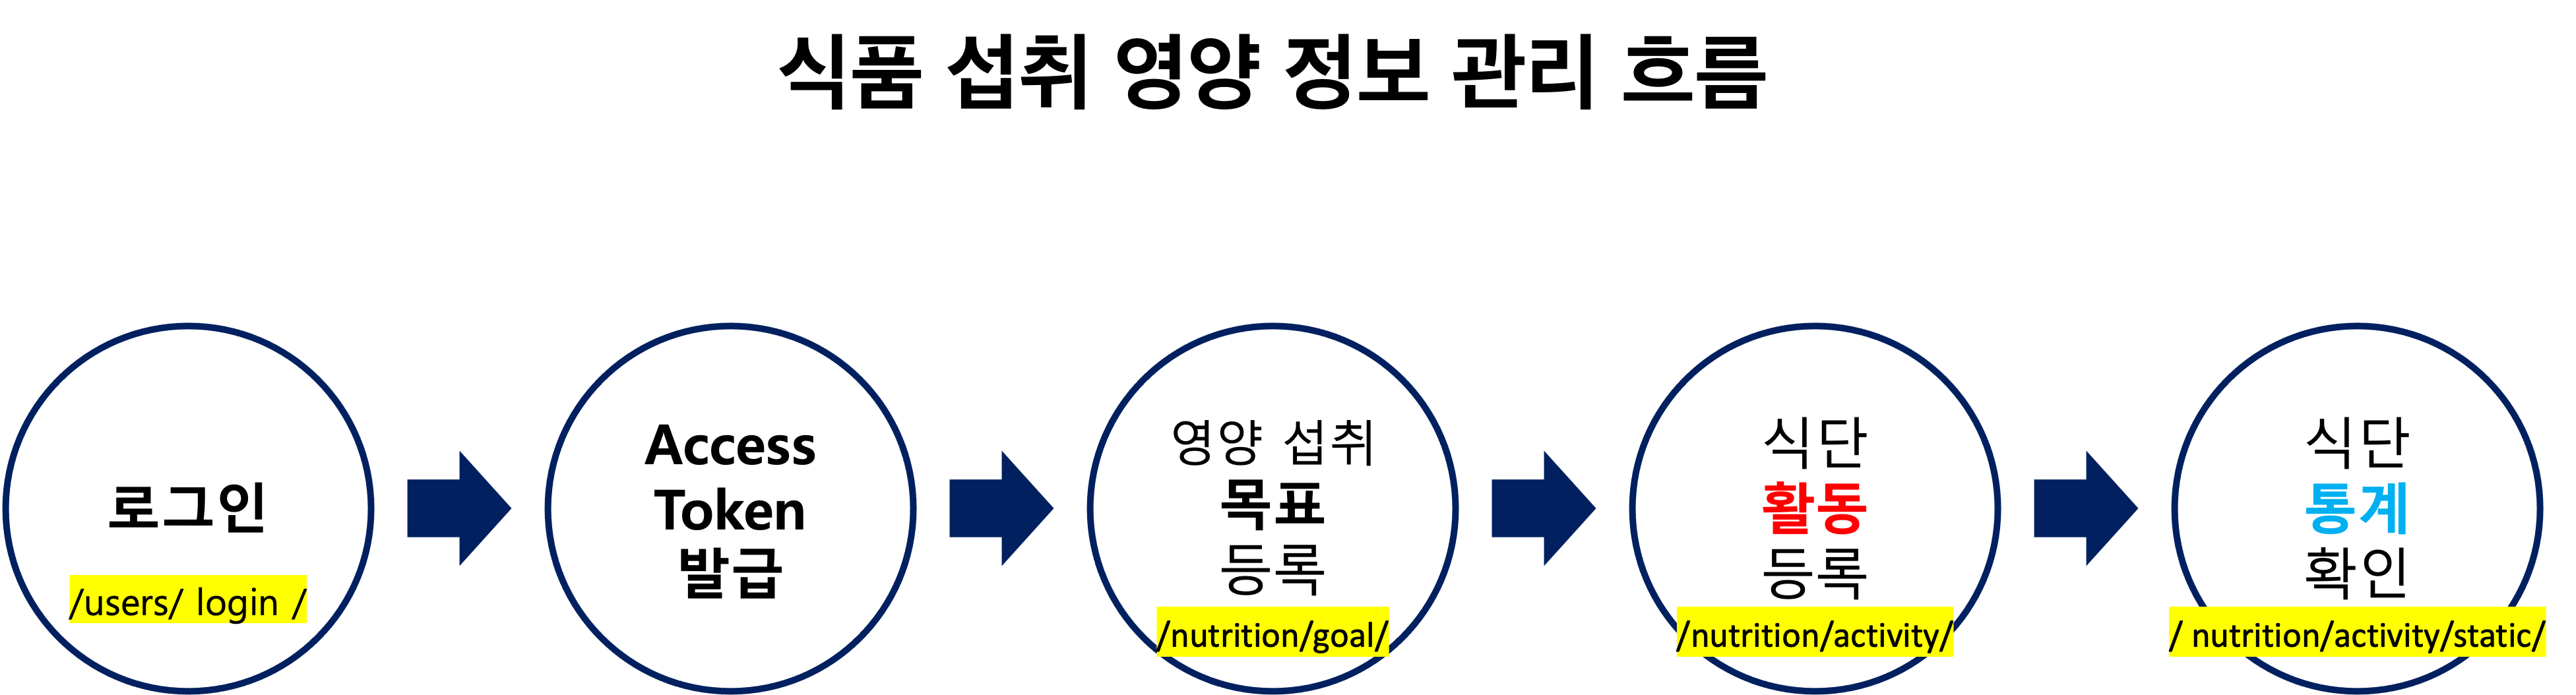 식품 섭취 영양 정보 관리 흐름
로그인
/users/ login /
Access
Token
발급
영양 섭취
목표
등록
/nutrition/goal/
식단
활동
등록
/nutrition/activity/
식단
통계
확인
/ nutrition/activity/static/